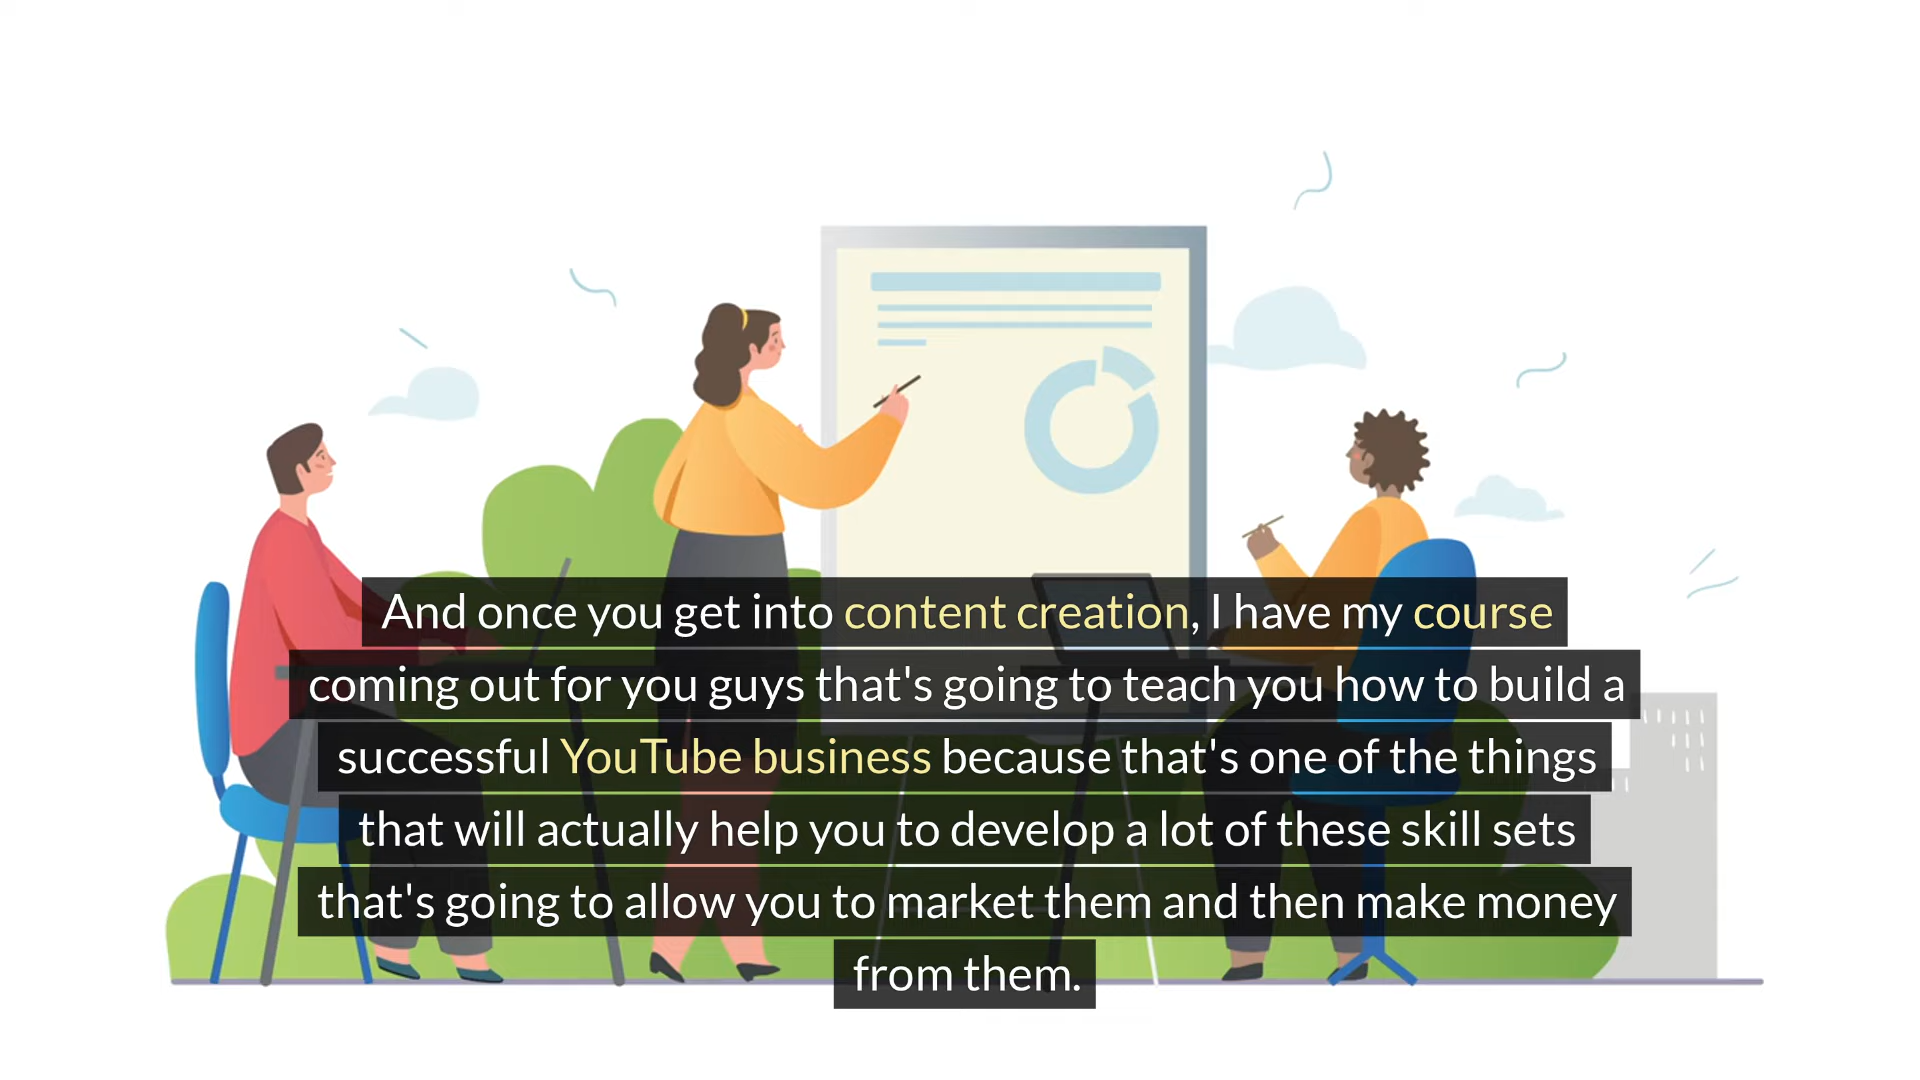 And once you get into content creation, I have my course
coming out for you guys that's going to teach you how to build a
successful YouTube business because that's one of the things
that will actually help you to develop a lot of these skill sets
that's going to allow you to market them and then make money
from them.